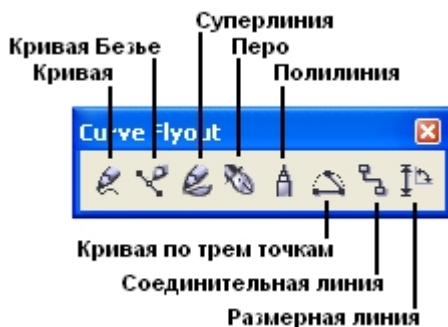 Суперлиния
Кривая Безье Перо
Кривая Полилиния
Curve Flyout
Кривая по трем точкам
Соединительная линия
Размерная линия